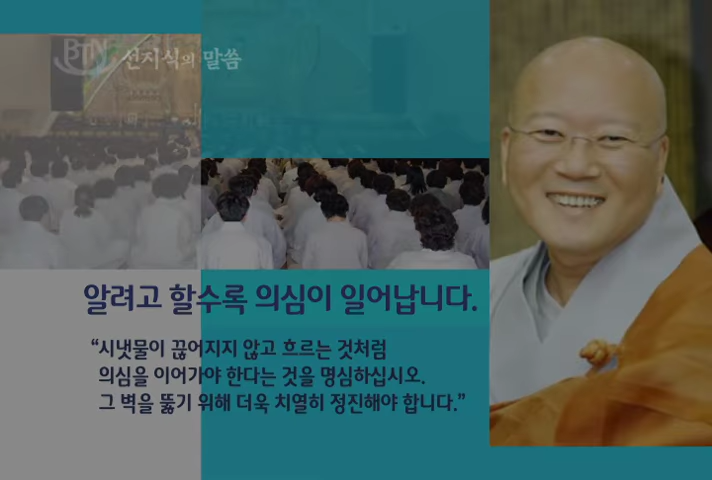 BTN 선지식의 말씀
알려고 할수록 의심이 일어납니다.
“시냇물이 끊어지지 않고 흐르는 것처럼
의심을 이어가야 한다는 것을 명심하십시오.
그 벽을 뚫기 위해 더욱 치열히 정진해야 합니다.”